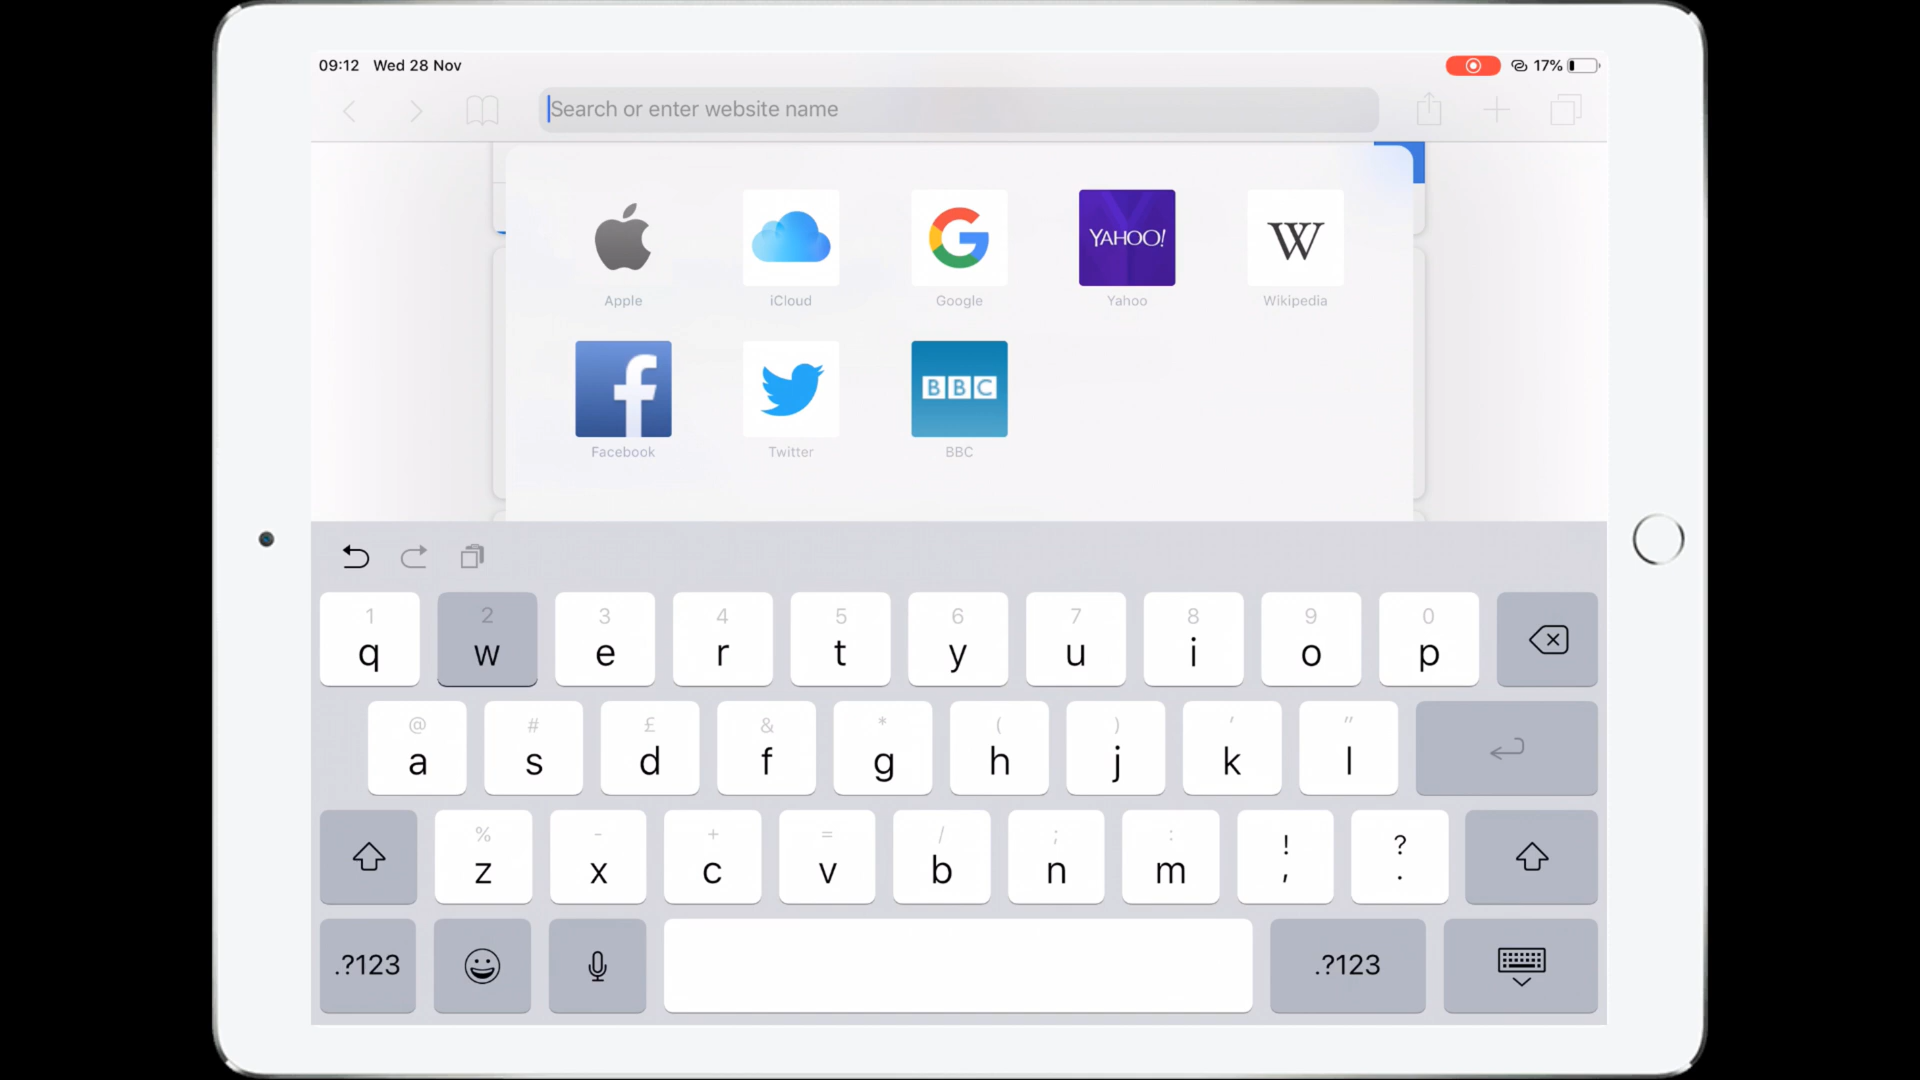 09:12 Wed 28 Nov 17%
Search or enter website name
YAHOO!
W
Apple iCloud Google Yahoo Wikipedia
f
BBC
Facebook Twitter BBC
1 2 3 4 5 6 7 8 9 0
q w e r t y u i o p
@ # £ & * ( ) ' "
a s d f g h j k l
% - + = / ; : ! ?
z x c v b n m , .
.?123 .?123